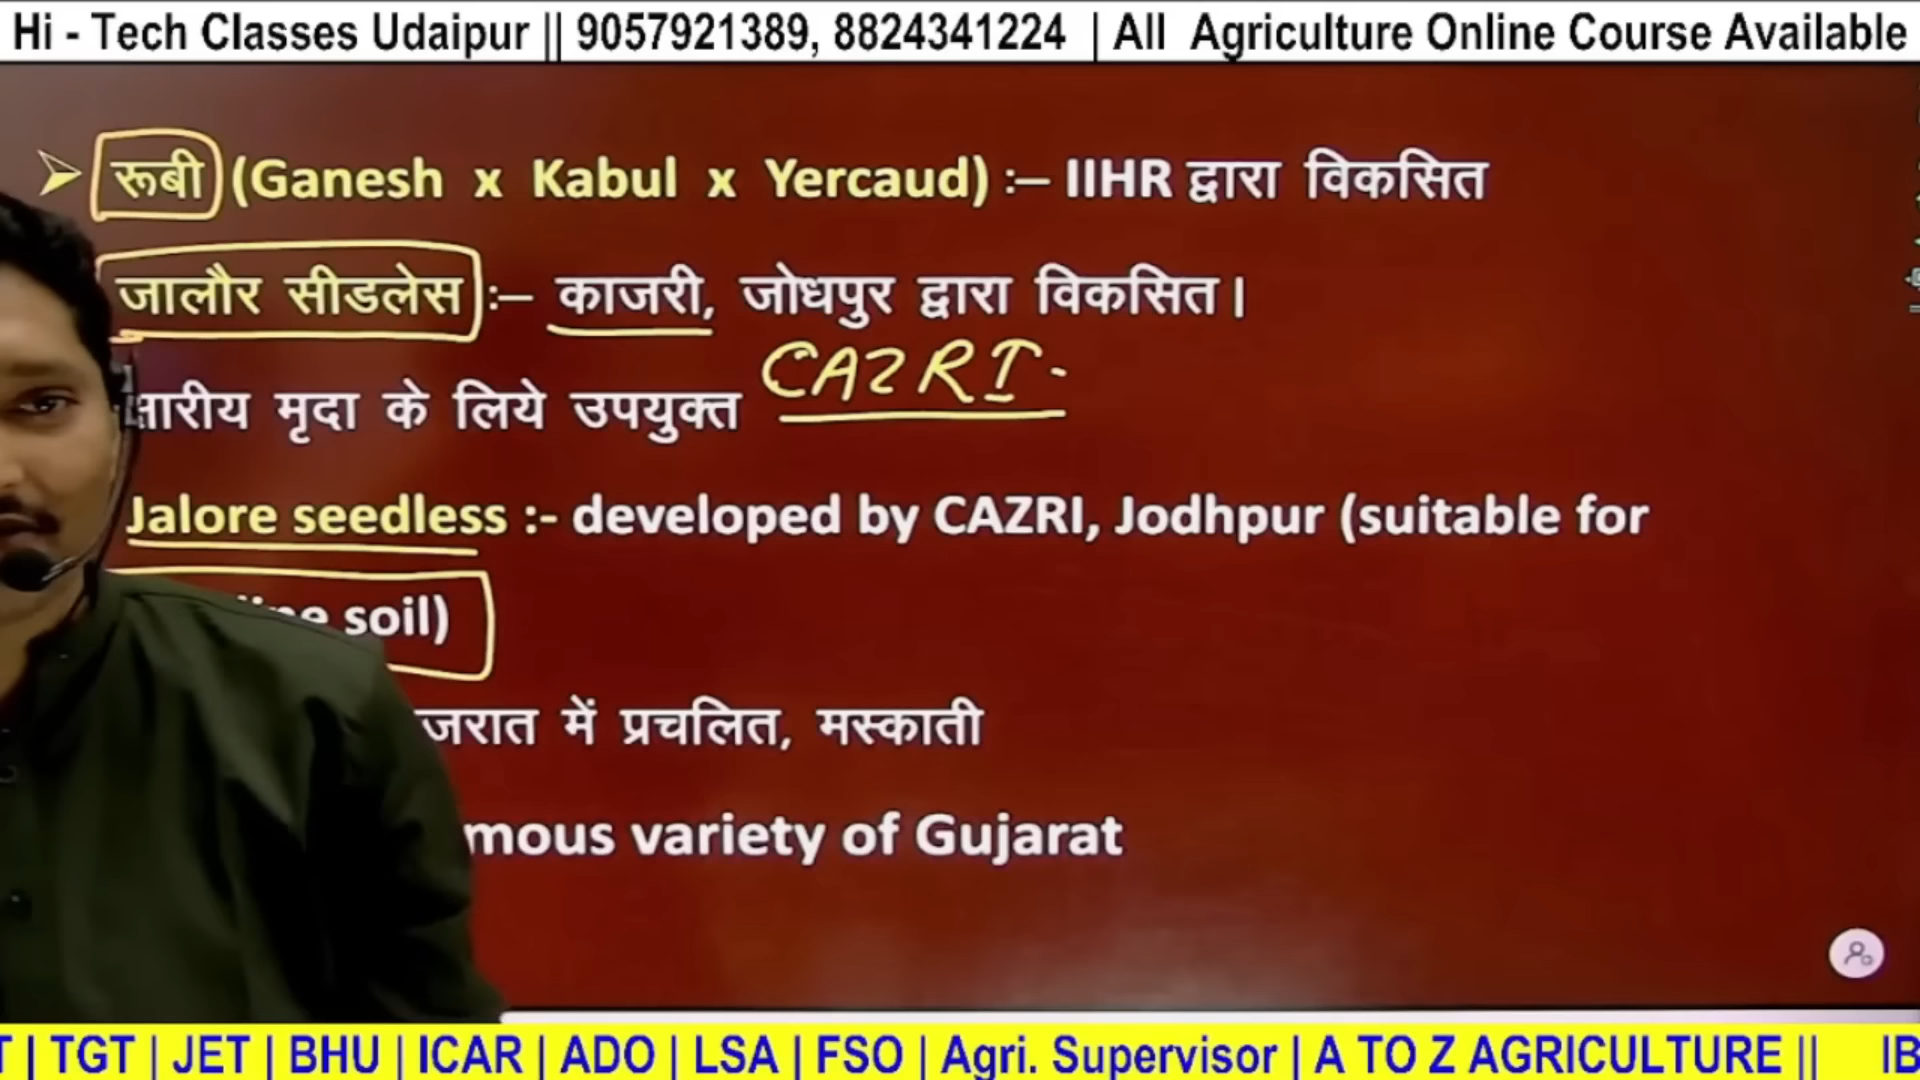 Hi - Tech Classes Udaipur || 9057921389, 8824341224 | All Agriculture Online Course Available
रूबी (Ganesh x Kabul x Yercaud) :– IIHR द्वारा विकसित
जालौर सीडलेस :– काजरी, जोधपुर द्वारा विकसित।
CAZRI
मृदा के लिये उपयुक्त
Jalore seedless :- developed by CAZRI, Jodhpur (suitable for
soil)
में प्रचलित, मस्काती
variety of Gujarat
| TGT | JET | BHU | ICAR | ADO | LSA | FSO | Agri. Supervisor | A TO Z AGRICULTURE ||